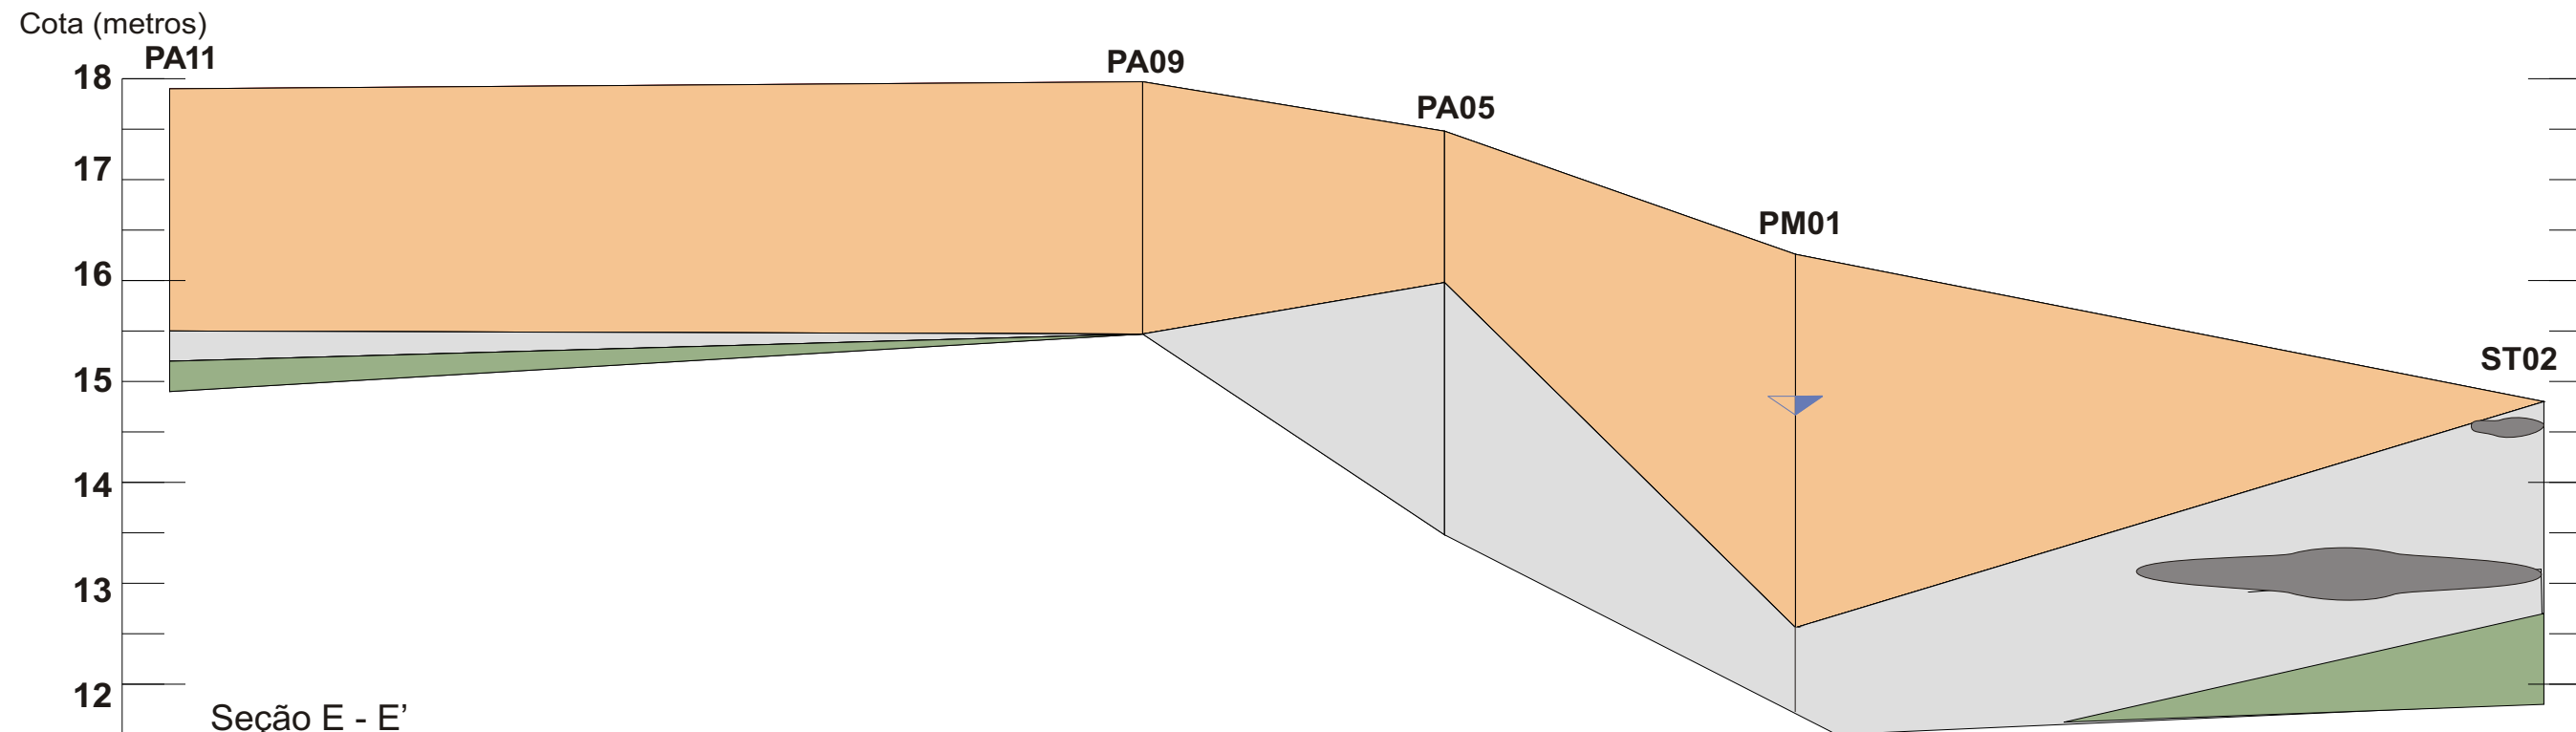 Cota (metros)
PA11
PA09
18
PA05
17
PM01
16
ST02
15
14
13
12
Seção E - E’